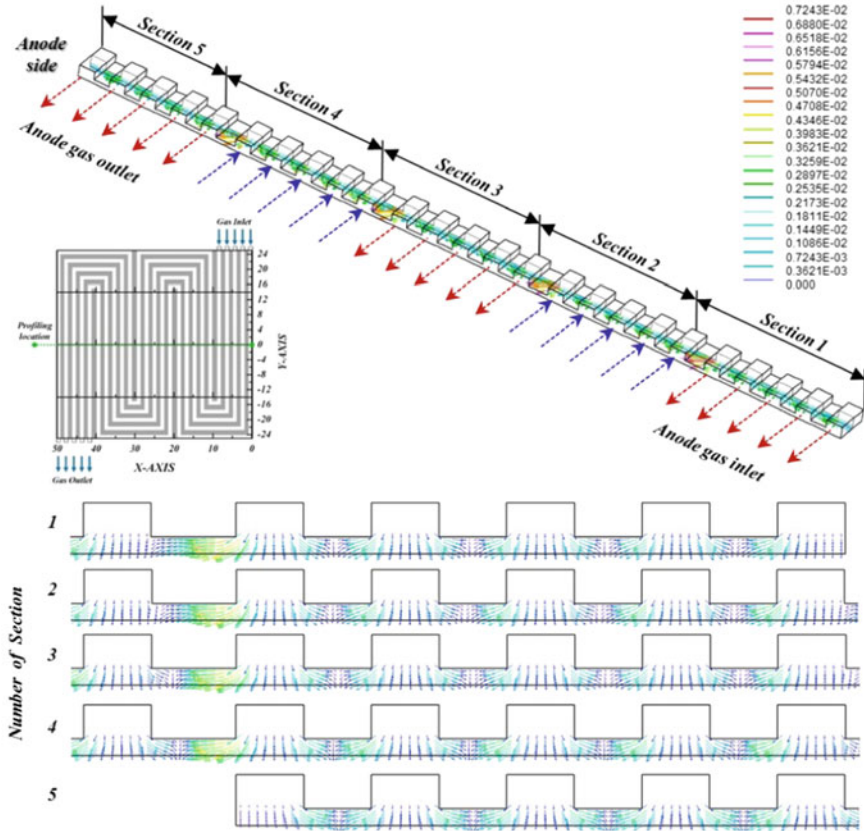 Anode
side
Section 5
Section 4
Section 3
Section 2
Section 1
Anode gas outlet
Anode gas inlet
0.7243E-02
0.6880E-02
0.6518E-02
0.6156E-02
0.5794E-02
0.5432E-02
0.5070E-02
0.4708E-02
0.4346E-02
0.3983E-02
0.3621E-02
0.3259E-02
0.2897E-02
0.2535E-02
0.2173E-02
0.1811E-02
0.1449E-02
0.1086E-02
0.7243E-03
0.3621E-03
0.000
Gas Inlet
24
20
16
12
8
4
0
-4
-8
-12
-16
-20
-24
Y-AXIS
Profiling
location
50 40 30 20 10 0
X-AXIS
Gas Outlet
Number of Section
1
2
3
4
5